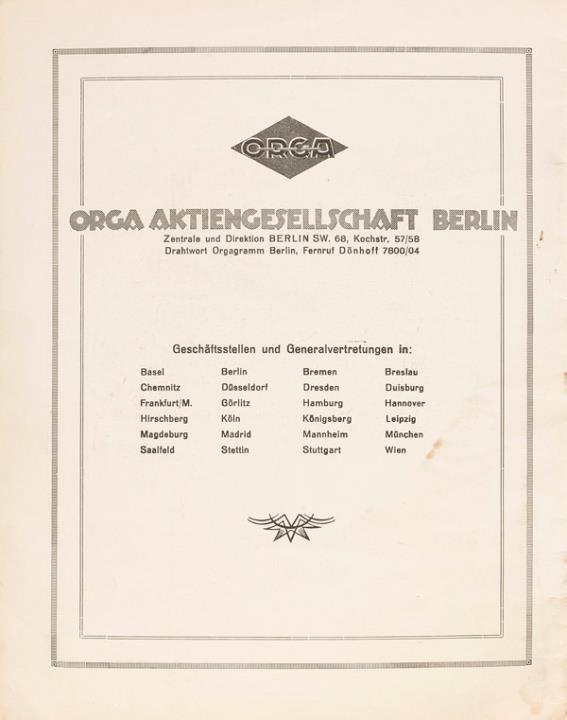 ORGA
ORGA AKTIENGESELLSCHAFT BERLIN
Zentrale und Direktion BERLIN SW. 68, Kochstr. 57/58
Drahtwort Orgagramm Berlin, Fernruf Dönhoff 7800/04
Geschäftsstellen und Generalvertretungen in:
Basel Berlin Bremen Breslau
Chemnitz Düsseldorf Dresden Duisburg
Frankfurt/M. Görlitz Hamburg Hannover
Hirschberg Köln Königsberg Leipzig
Magdeburg Madrid Mannheim München
Saalfeld Stettin Stuttgart Wien